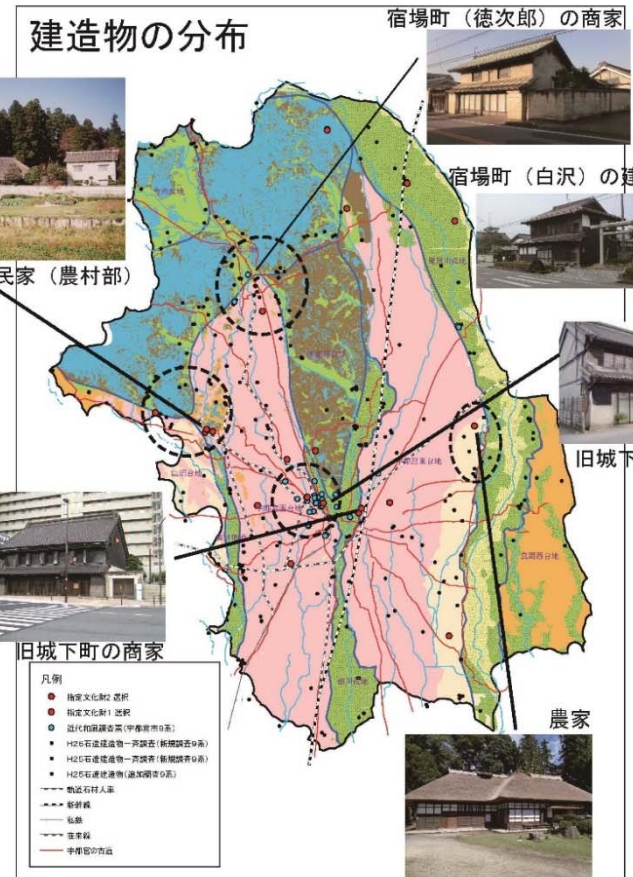 建造物の分布
宿場町（徳次郎）の商家
宿場町（白沢）の建
民家（農村部）
旧城下
旧城下町の商家
農家
凡例
指定文化財2 選択
指定文化財1 選択
近代和風調査票(宇都宮市9系)
H26石造建造物一斉調査(新規調査9系)
H25石造建造物一斉調査(新規調査9系)
H25石造建造物(追加調査9系)
軌道石材人車
新幹線
私鉄
在来線
宇都宮の古道